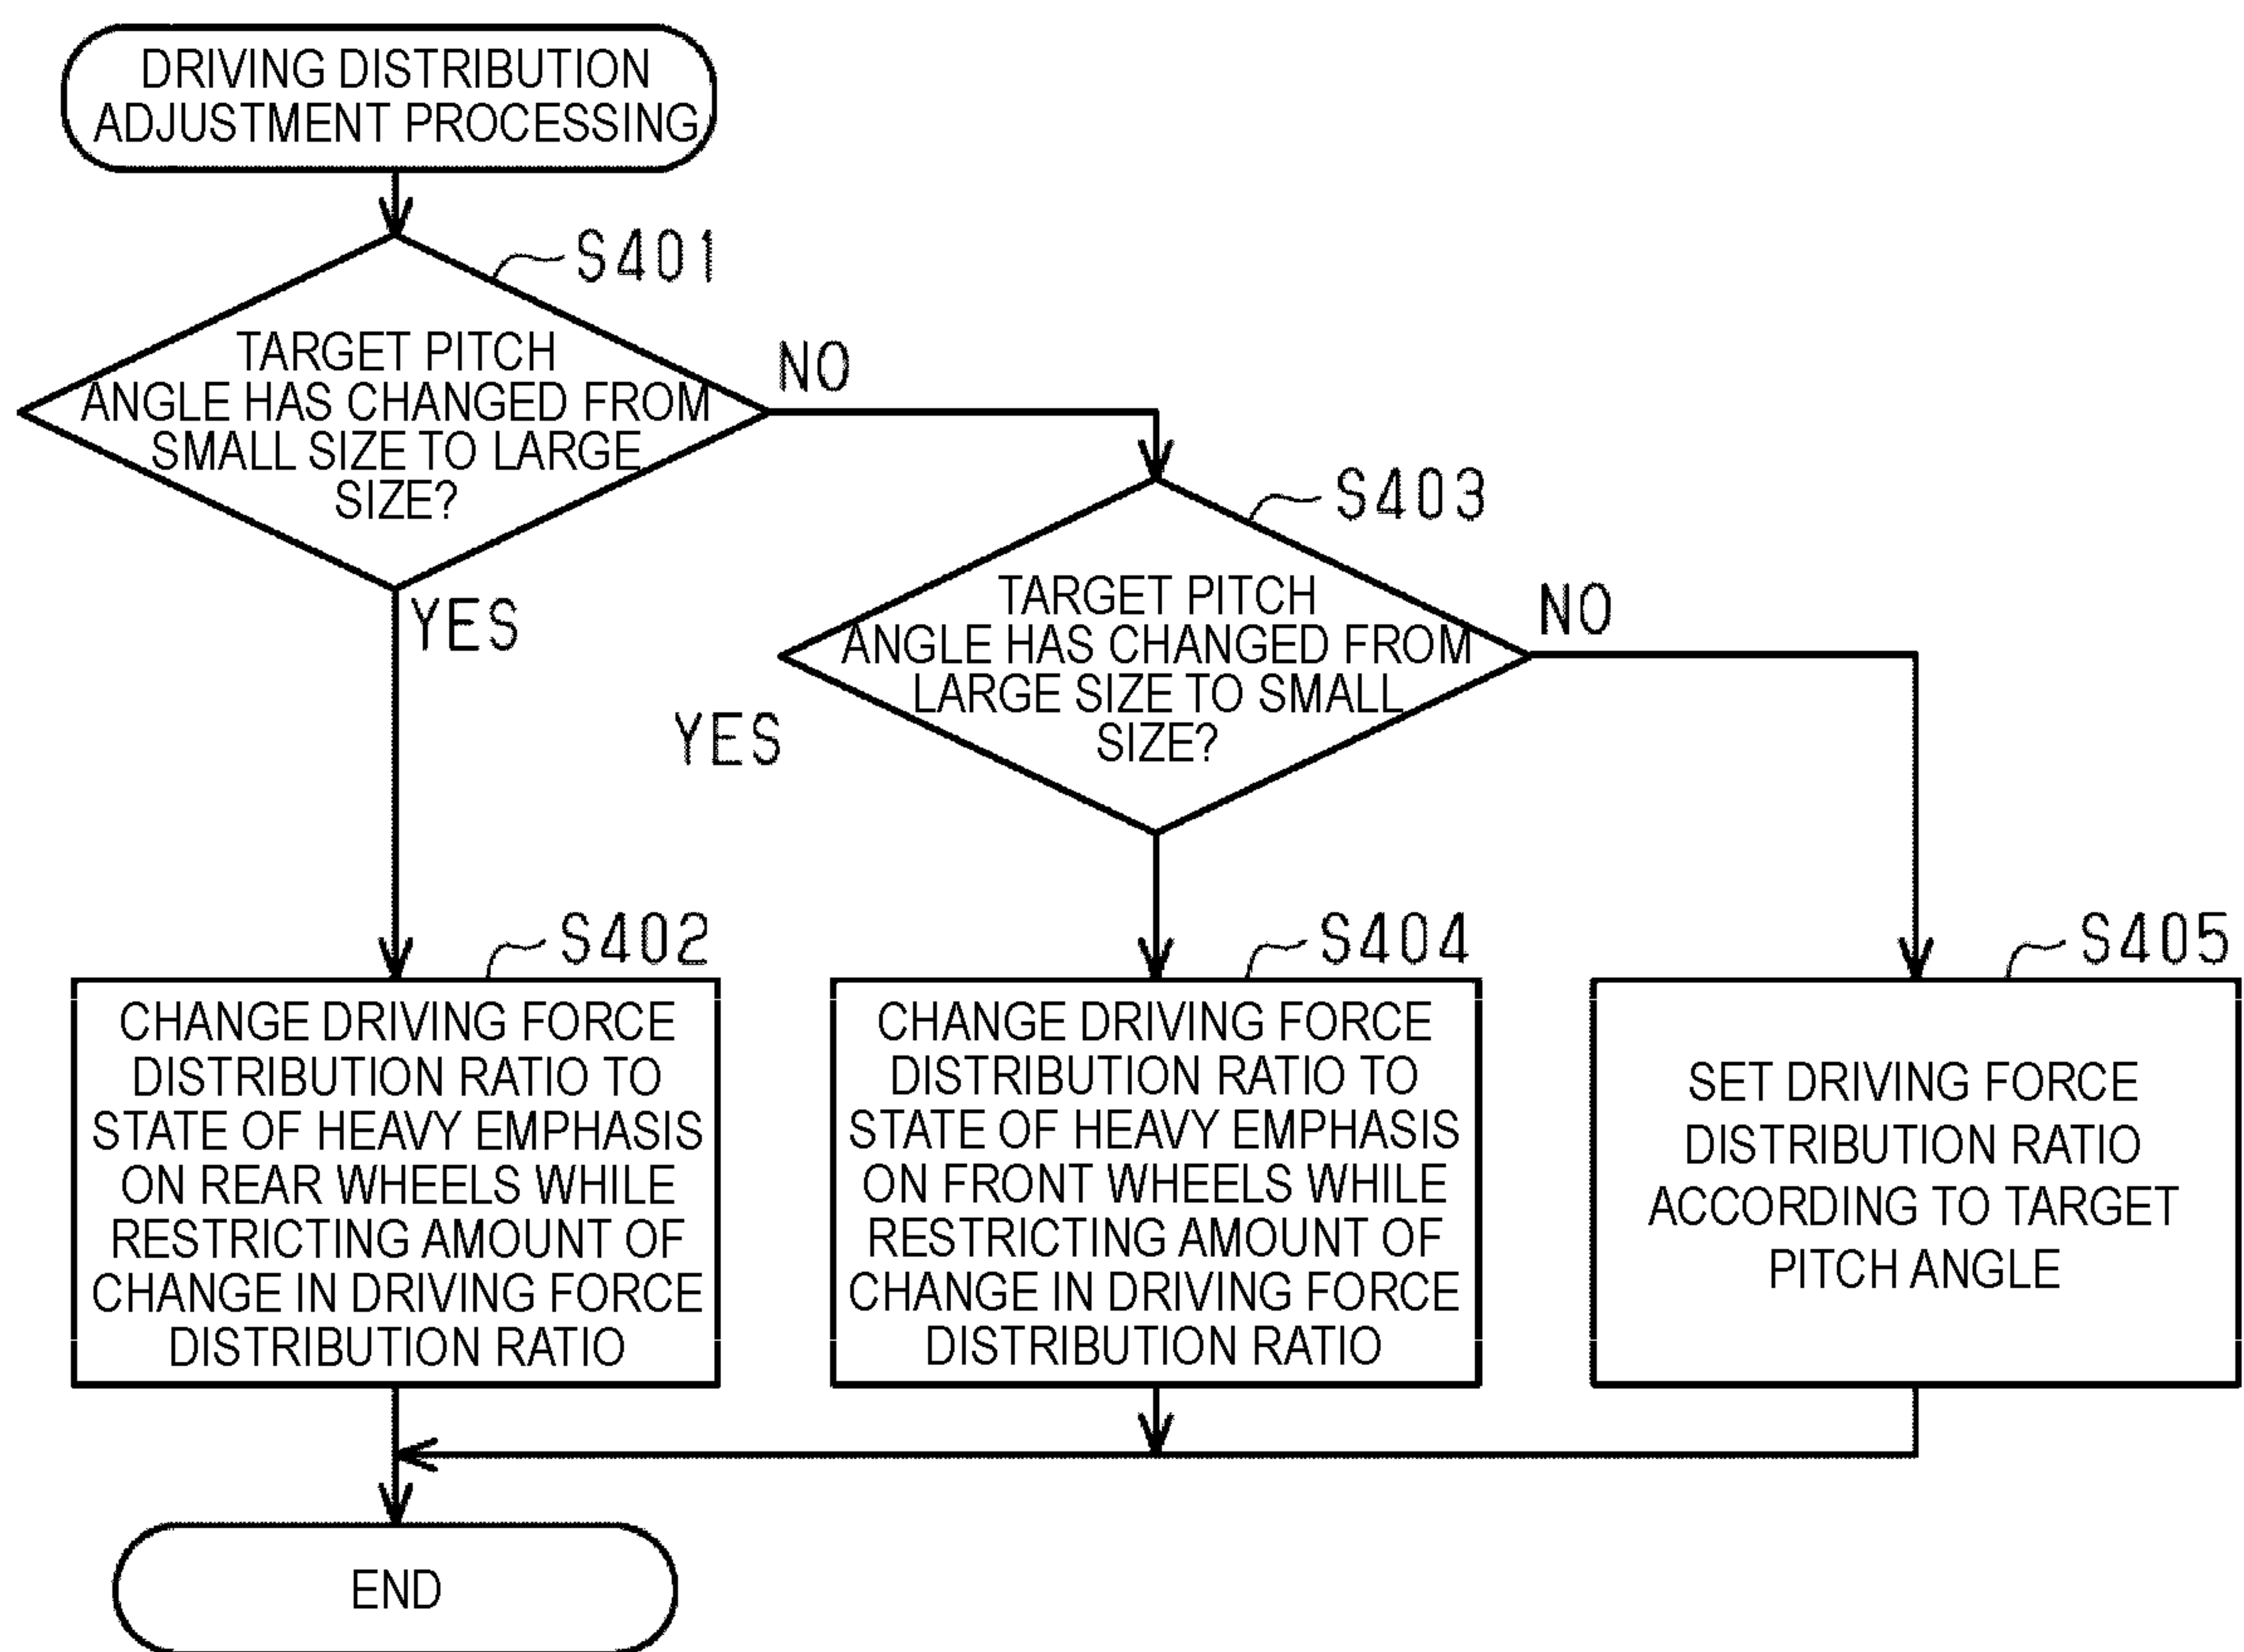 DRIVING DISTRIBUTION
ADJUSTMENT PROCESSING
S401
TARGET PITCH
ANGLE HAS CHANGED FROM
SMALL SIZE TO LARGE
SIZE?
NO
YES
S403
TARGET PITCH
ANGLE HAS CHANGED FROM
LARGE SIZE TO SMALL
SIZE?
NO
YES
S402
CHANGE DRIVING FORCE
DISTRIBUTION RATIO TO
STATE OF HEAVY EMPHASIS
ON REAR WHEELS WHILE
RESTRICTING AMOUNT OF
CHANGE IN DRIVING FORCE
DISTRIBUTION RATIO
S404
CHANGE DRIVING FORCE
DISTRIBUTION RATIO TO
STATE OF HEAVY EMPHASIS
ON FRONT WHEELS WHILE
RESTRICTING AMOUNT OF
CHANGE IN DRIVING FORCE
DISTRIBUTION RATIO
S405
SET DRIVING FORCE
DISTRIBUTION RATIO
ACCORDING TO TARGET
PITCH ANGLE
END